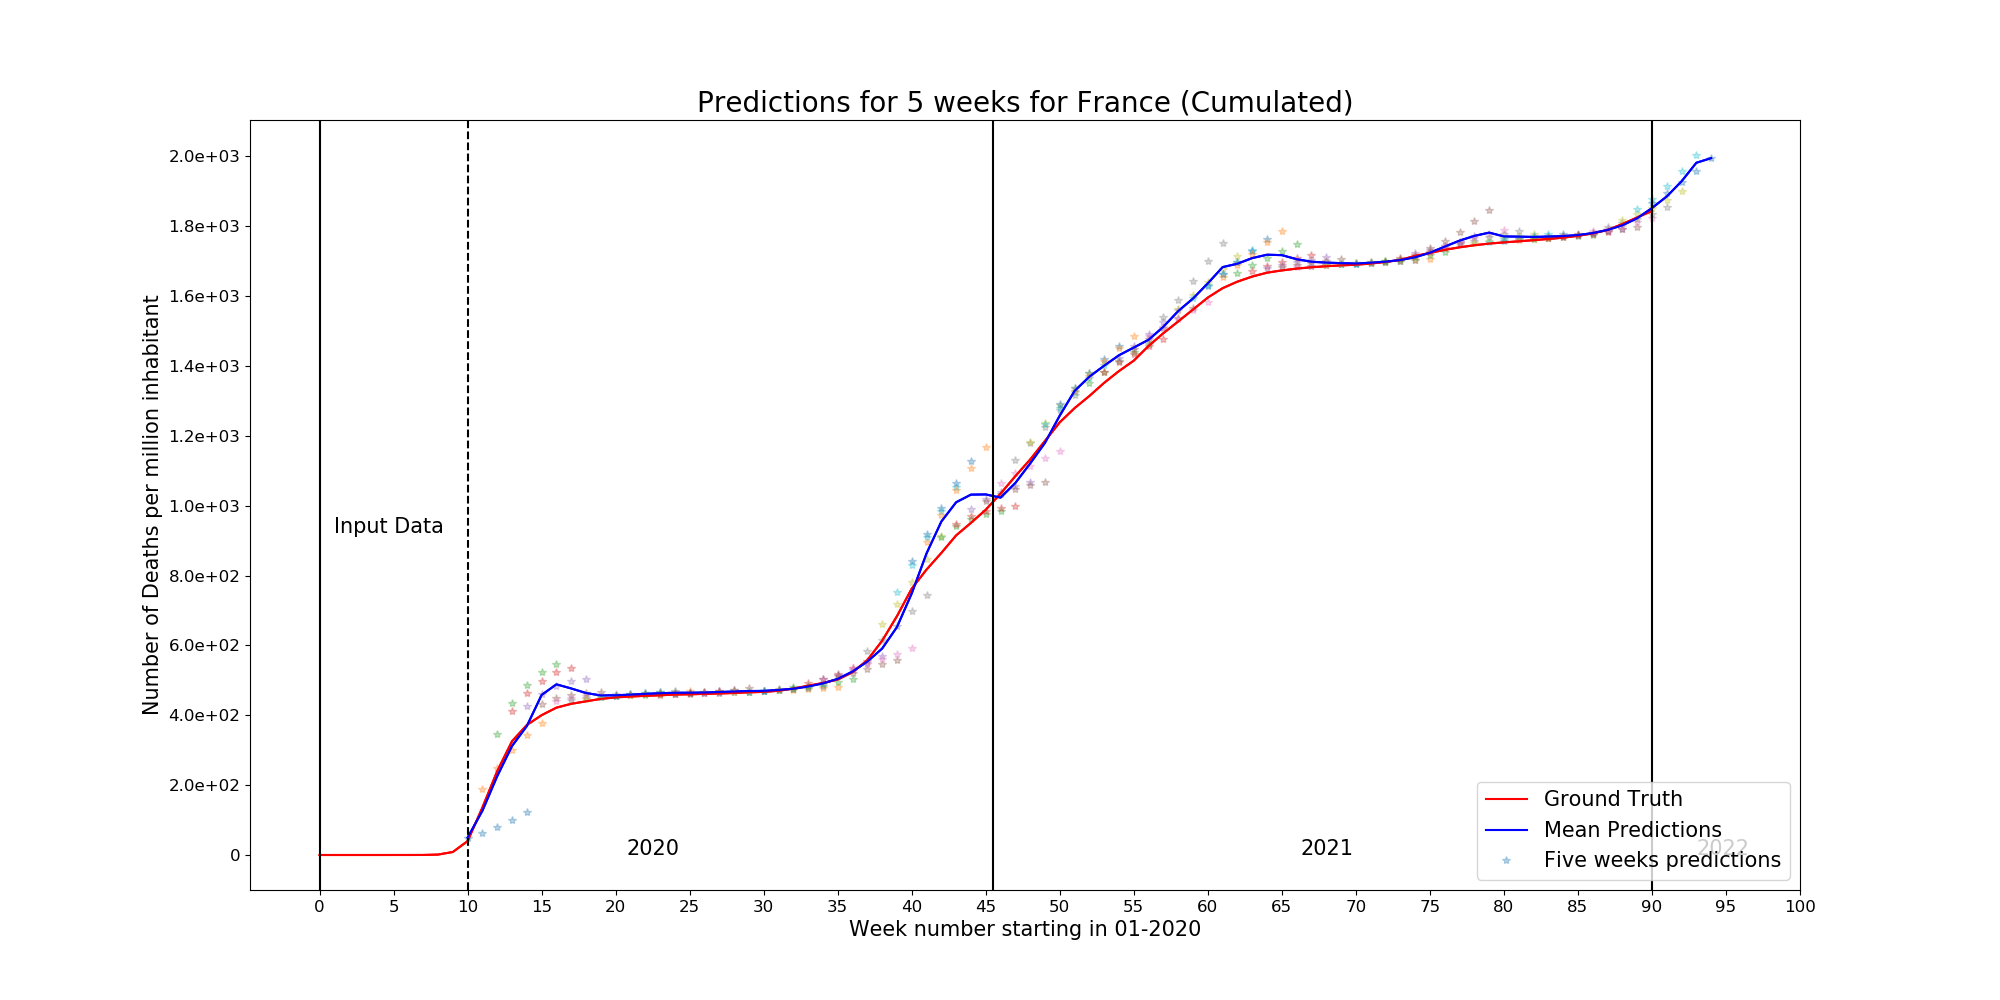 Predictions for 5 weeks for France (Cumulated)
Number of Deaths per million inhabitant
2.0e+03
1.8e+03
1.6e+03
1.4e+03
1.2e+03
1.0e+03
8.0e+02
6.0e+02
4.0e+02
2.0e+02
0
Input Data
2020
2021
2022
Ground Truth
Mean Predictions
Five weeks predictions
0 5 10 15 20 25 30 35 40 45 50 55 60 65 70 75 80 85 90 95 100
Week number starting in 01-2020